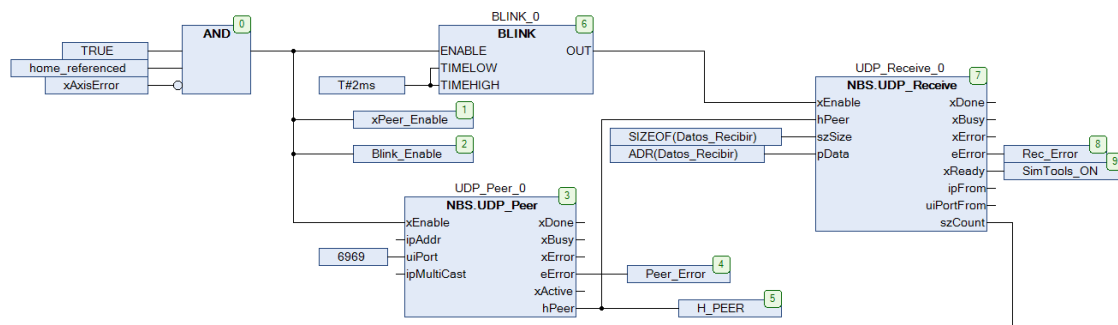 0
AND
TRUE
home_referenced
xAxisError
BLINK_0
6
BLINK
ENABLE OUT
TIMELOW
T#2ms TIMEHIGH
1
xPeer_Enable
2
Blink_Enable
UDP_Receive_0
7
NBS.UDP_Receive
xEnable xDone
hPeer xBusy
SIZEOF(Datos_Recibir) szSize xError
8
ADR(Datos_Recibir) pData eError Rec_Error
9
xReady SimTools_ON
ipFrom
uiPortFrom
szCount
UDP_Peer_0
3
NBS.UDP_Peer
xEnable xDone
ipAddr xBusy
6969 uiPort xError
4
ipMultiCast eError Peer_Error
xActive
5
hPeer H_PEER